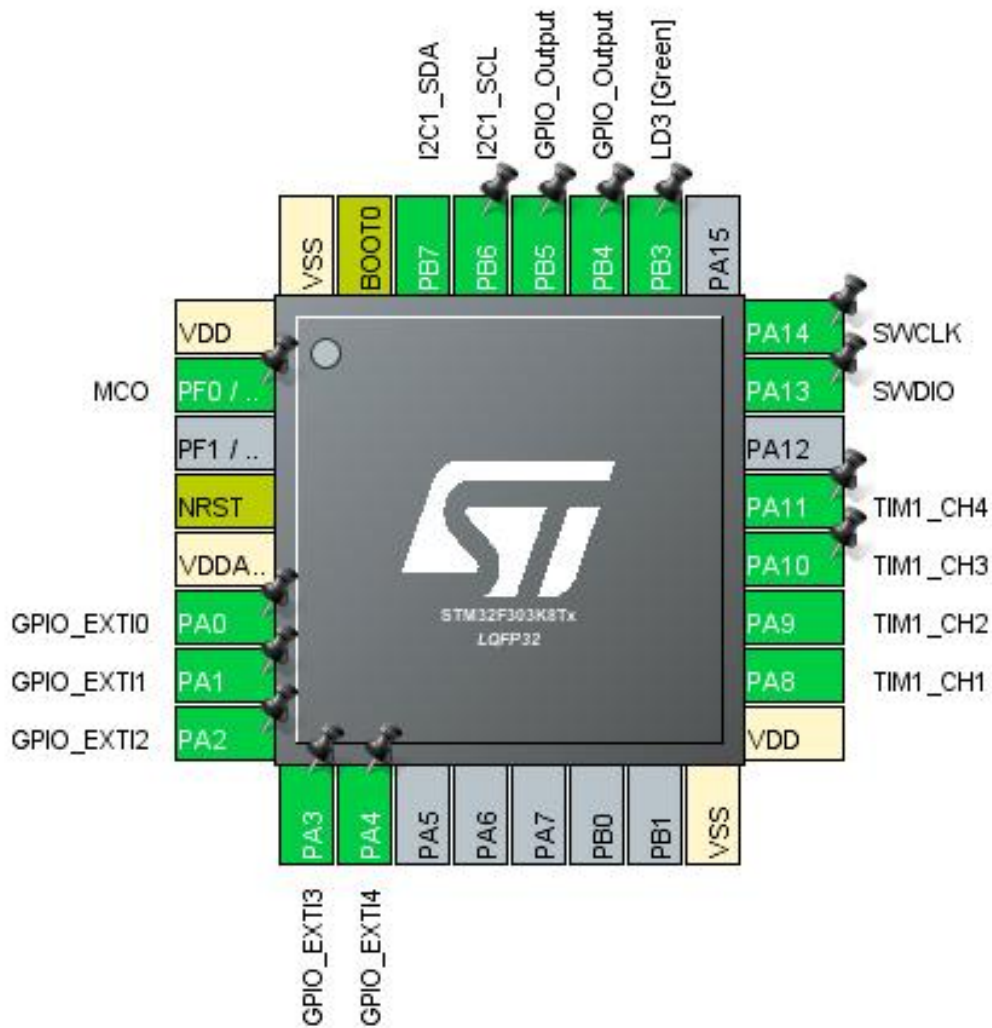 I2C1_SDA
I2C1_SCL
GPIO_Output
GPIO_Output
LD3 [Green]
VSS
BOOT0
PB7
PB6
PB5
PB4
PB3
PA15
VDD
MCO PF0 / ..
PF1 / ..
NRST
VDDA..
GPIO_EXTI0 PA0
GPIO_EXTI1 PA1
GPIO_EXTI2 PA2
ST
STM32F303K8Tx
LQFP32
PA14 SWCLK
PA13 SWDIO
PA12
PA11 TIM1_CH4
PA10 TIM1_CH3
PA9 TIM1_CH2
PA8 TIM1_CH1
VDD
PA3
PA4
PA5
PA6
PA7
PB0
PB1
VSS
GPIO_EXTI3
GPIO_EXTI4